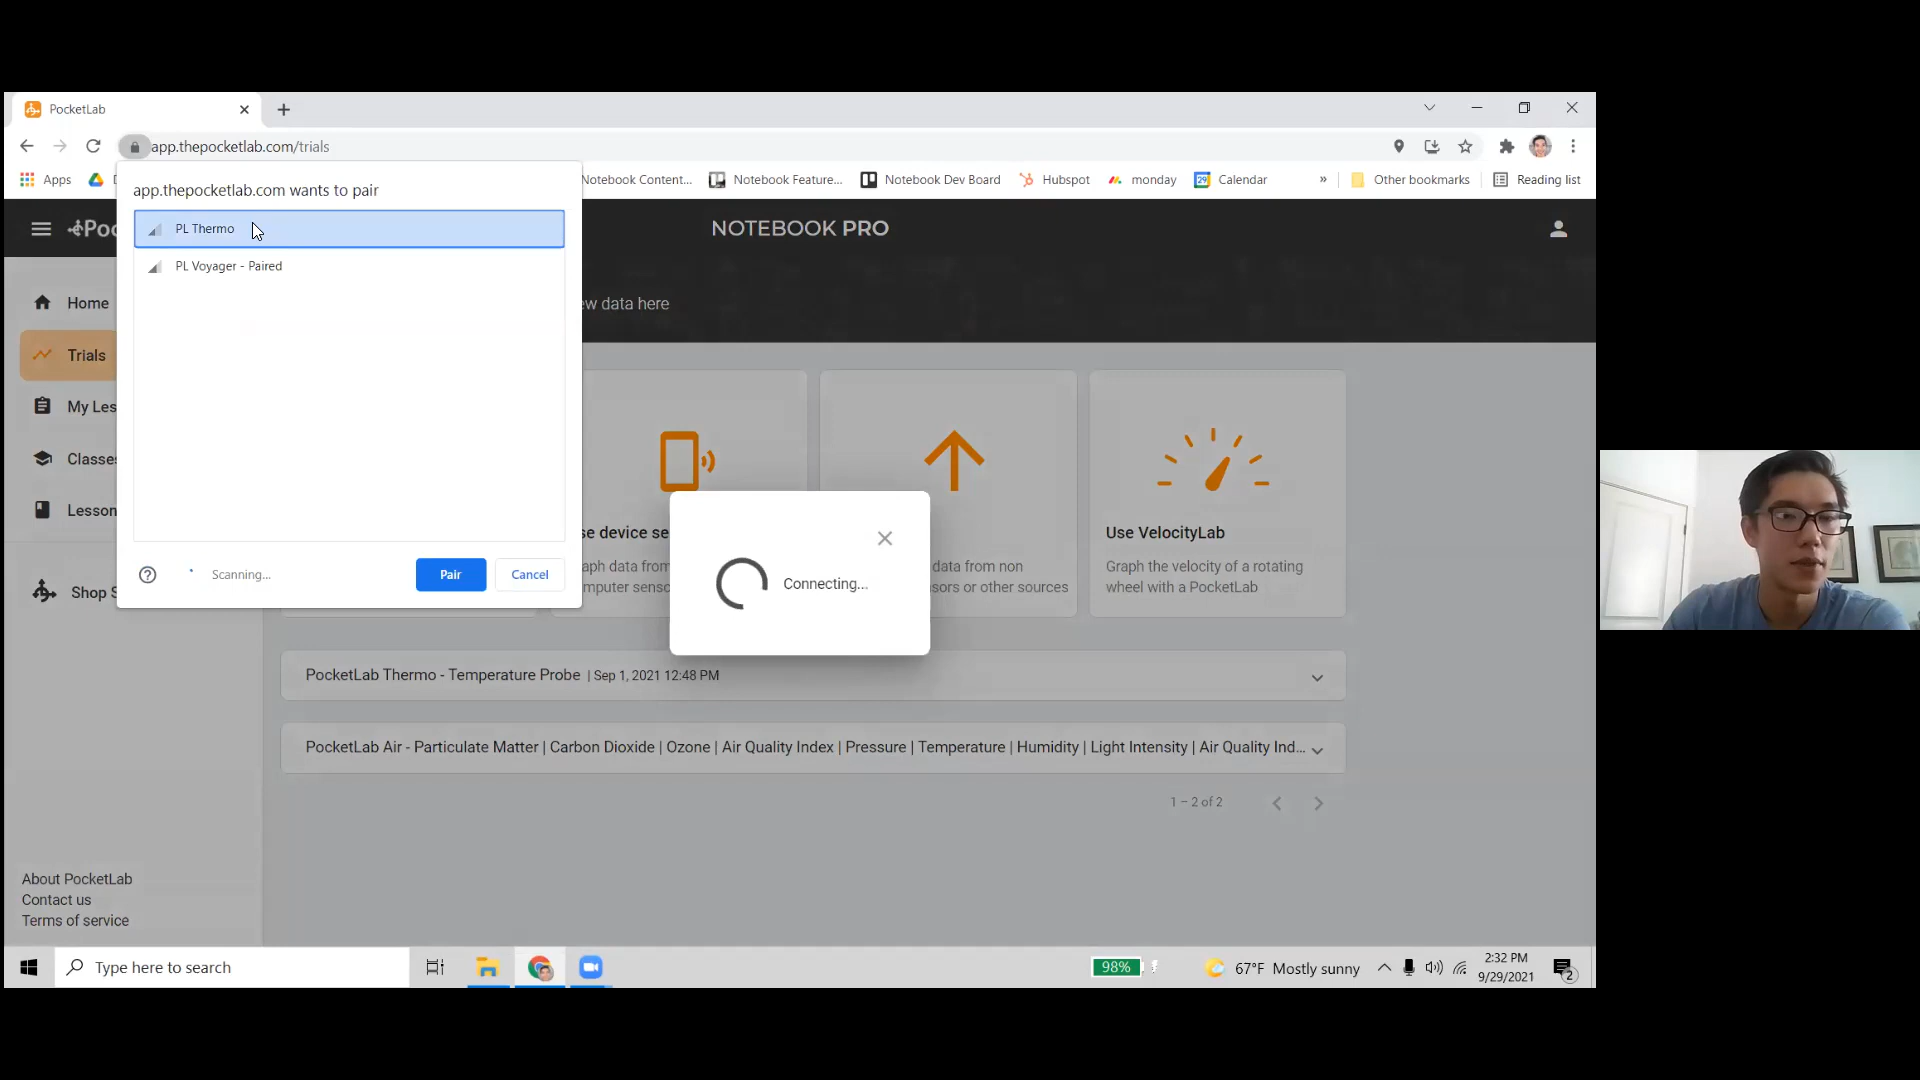 PocketLab
app.thepocketlab.com/trials
Apps
Notebook Content...
Notebook Feature...
Notebook Dev Board
Hubspot
monday
Calendar
»
Other bookmarks
Reading list
app.thepocketlab.com wants to pair
PL Thermo
PL Voyager - Paired
Scanning...
Pair
Cancel
NOTEBOOK PRO
ew data here
Home
Trials
My Les
Classes
Lesson
Shop S
se device se
aph data from
mputer senso
data from non
sors or other sources
Use VelocityLab
Graph the velocity of a rotating
wheel with a PocketLab
Connecting...
PocketLab Thermo - Temperature Probe | Sep 1, 2021 12:48 PM
PocketLab Air - Particulate Matter | Carbon Dioxide | Ozone | Air Quality Index | Pressure | Temperature | Humidity | Light Intensity | Air Quality Ind...
1 – 2 of 2
About PocketLab
Contact us
Terms of service
Type here to search
98%
67°F Mostly sunny
2:32 PM
9/29/2021
2